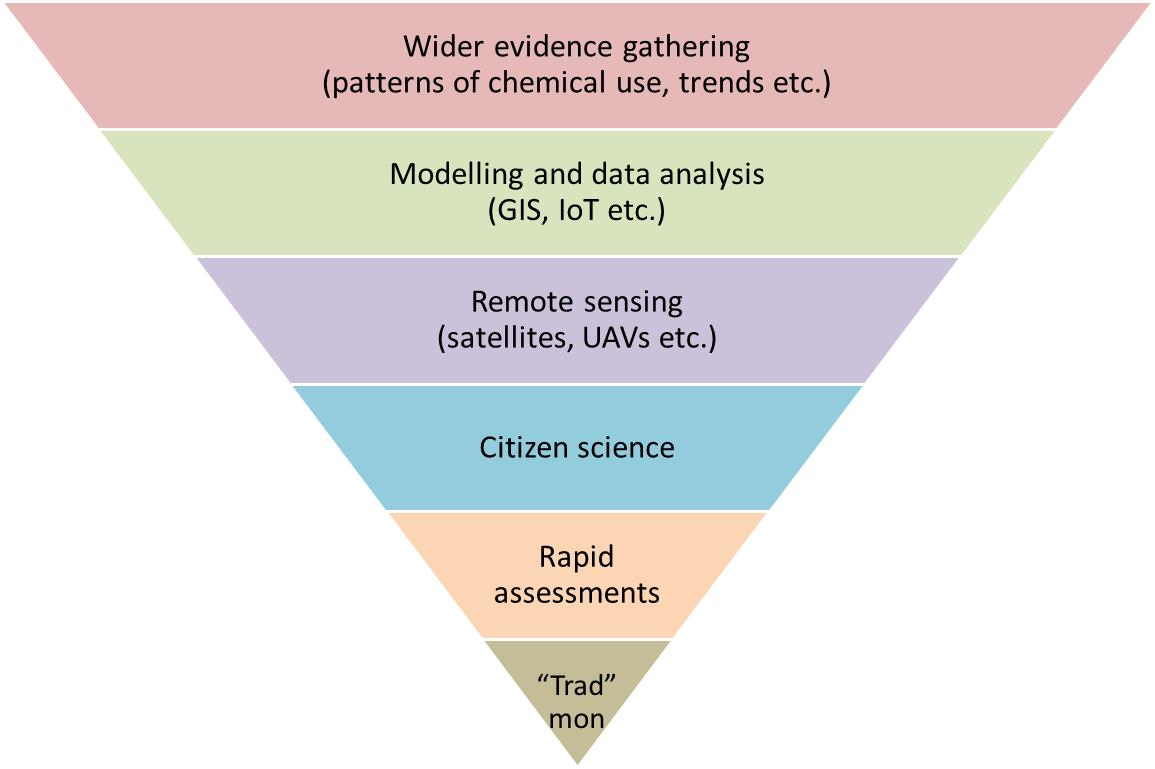 Wider evidence gathering
(patterns of chemical use, trends etc.)
Modelling and data analysis
(GIS, IoT etc.)
Remote sensing
(satellites, UAVs etc.)
Citizen science
Rapid
assessments
“Trad”
mon